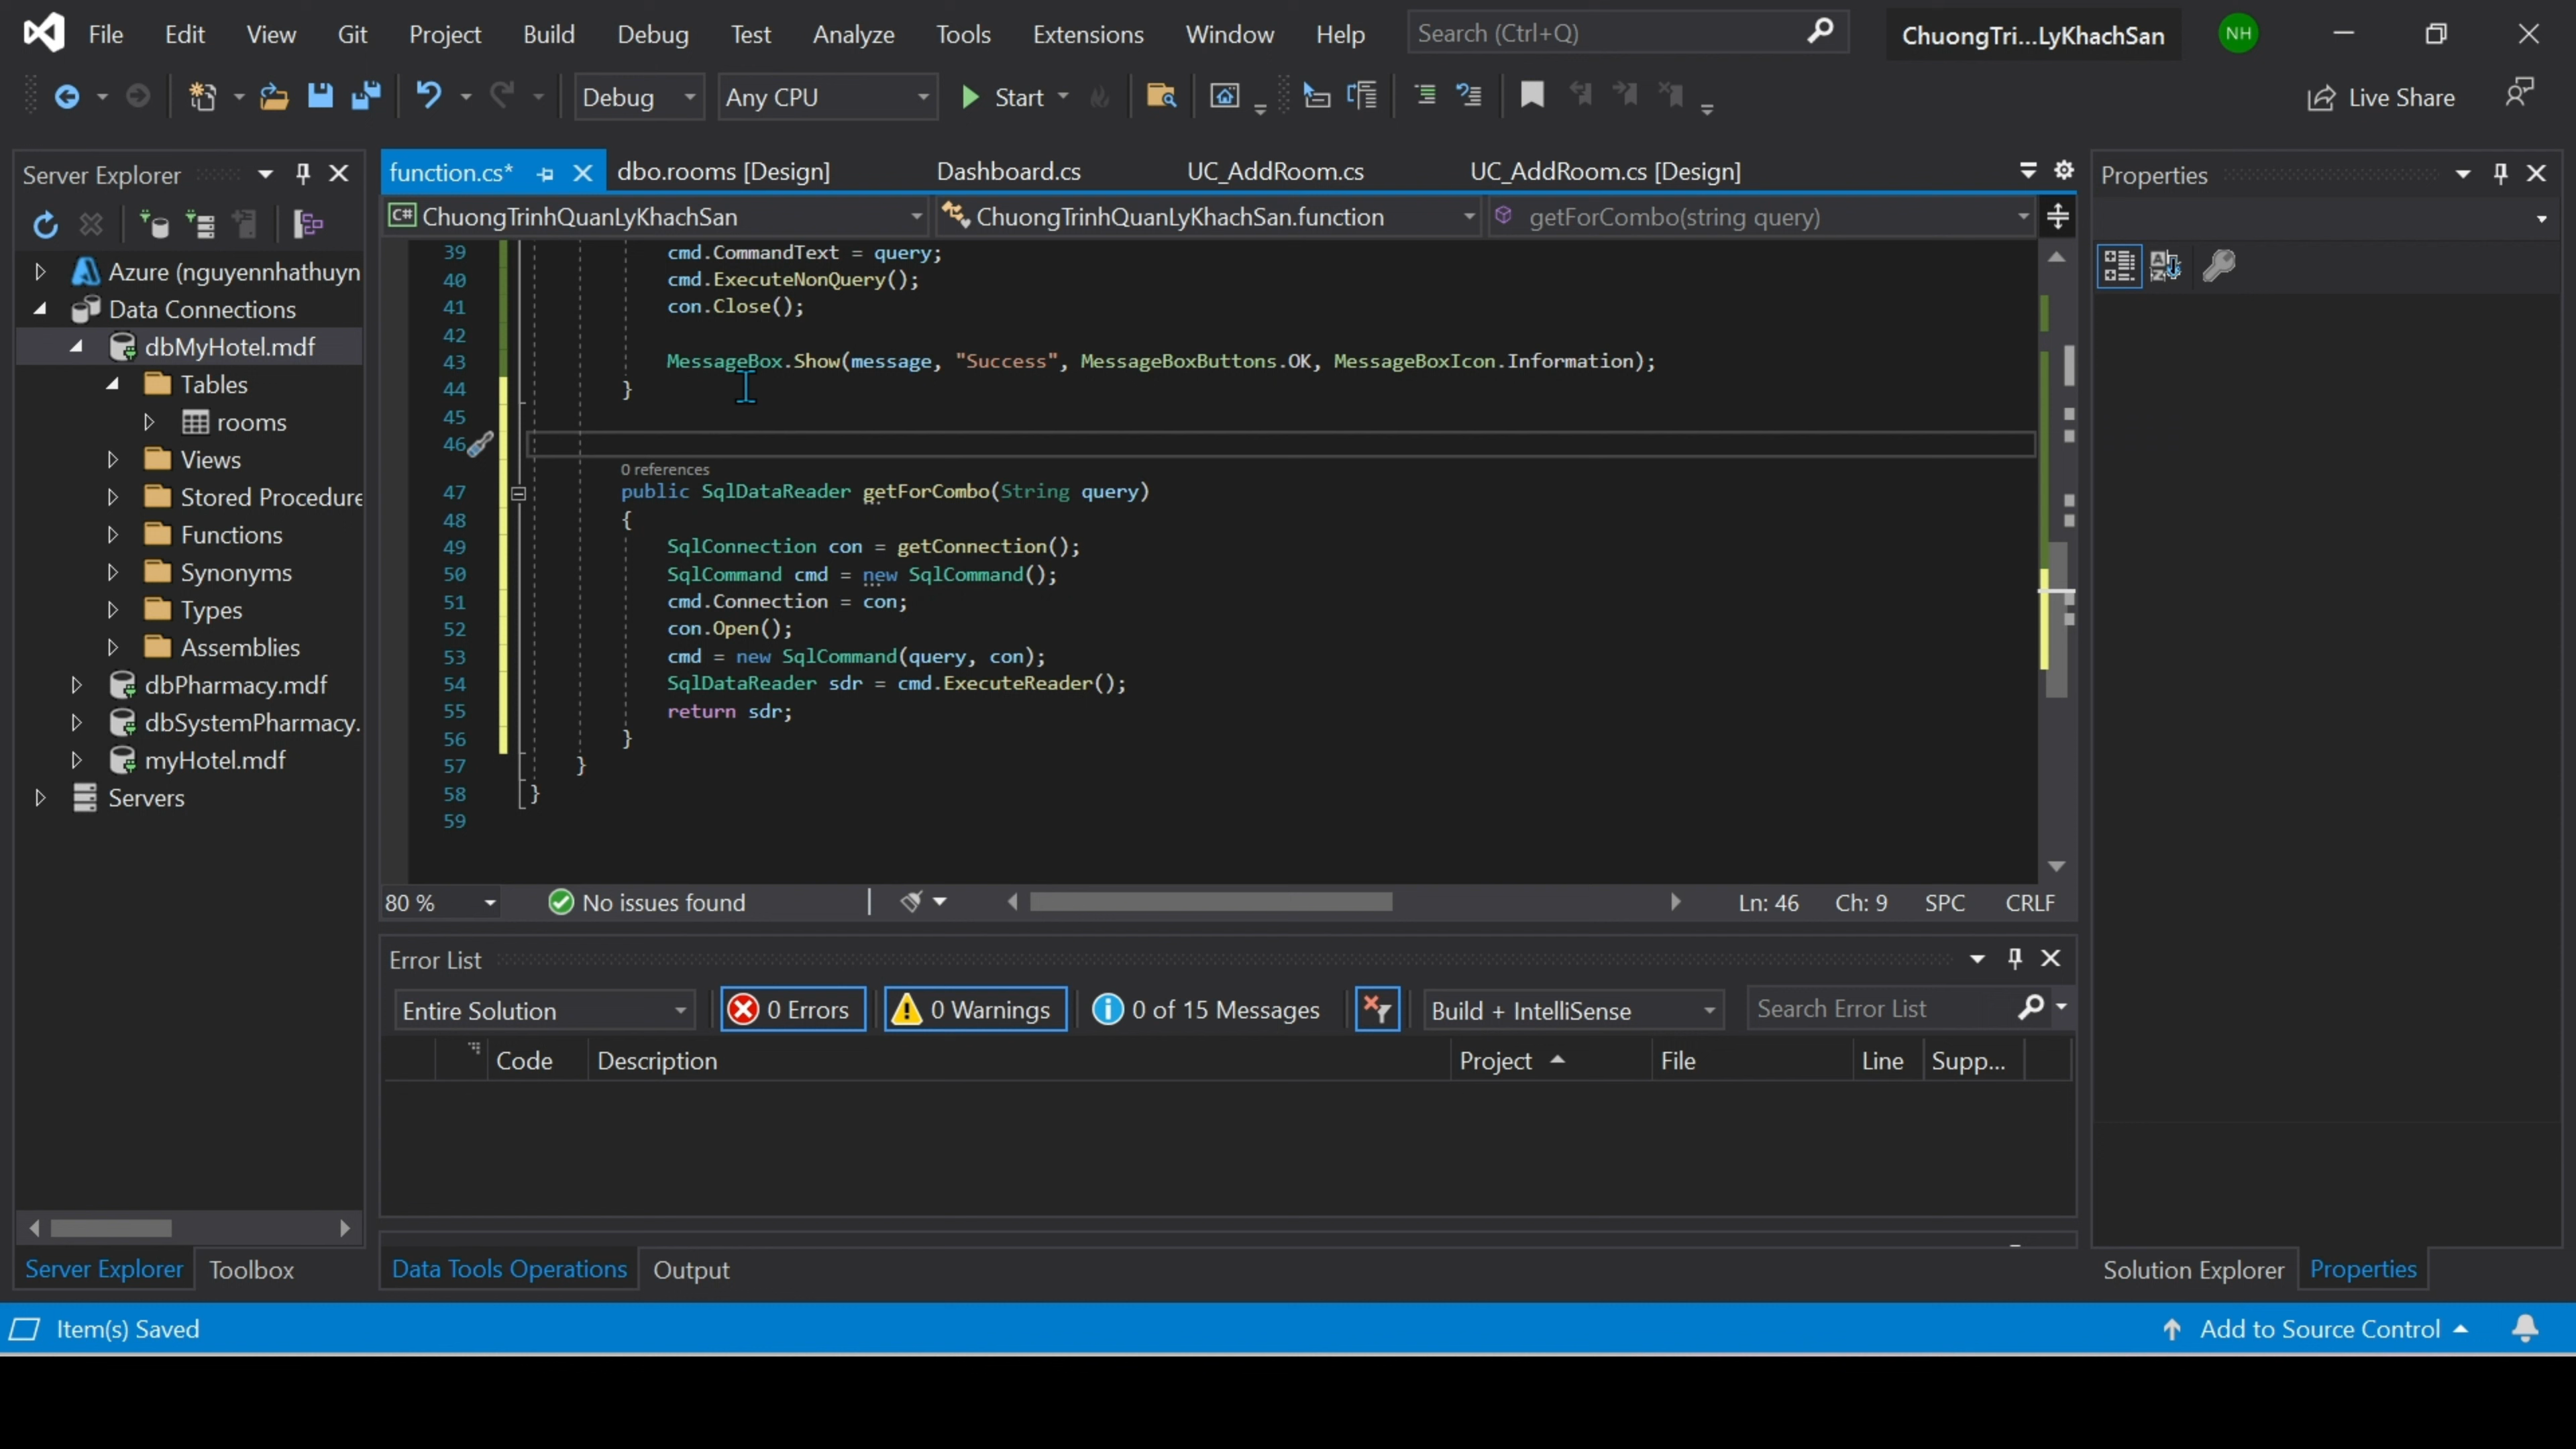 File Edit View Git Project Build Debug Test Analyze Tools Extensions Window Help Search (Ctrl+Q) ChuongTri...LyKhachSan NH
Debug Any CPU Start Live Share
Server Explorer
Azure (nguyennhathuyn
Data Connections
dbMyHotel.mdf
Tables
rooms
Views
Stored Procedure
Functions
Synonyms
Types
Assemblies
dbPharmacy.mdf
dbSystemPharmacy.
myHotel.mdf
Servers
Server Explorer Toolbox
function.cs* dbo.rooms [Design] Dashboard.cs UC_AddRoom.cs UC_AddRoom.cs [Design]
C# ChuongTrinhQuanLyKhachSan ChuongTrinhQuanLyKhachSan.function getForCombo(string query)
39 cmd.CommandText = query;
40 cmd.ExecuteNonQuery();
41 con.Close();
42
43 MessageBox.Show(message, "Success", MessageBoxButtons.OK, MessageBoxIcon.Information);
44 }
45
46
0 references
47 public SqlDataReader getForCombo(String query)
48 {
49 SqlConnection con = getConnection();
50 SqlCommand cmd = new SqlCommand();
51 cmd.Connection = con;
52 con.Open();
53 cmd = new SqlCommand(query, con);
54 SqlDataReader sdr = cmd.ExecuteReader();
55 return sdr;
56 }
57 }
58 }
59
80 % No issues found Ln: 46 Ch: 9 SPC CRLF
Error List
Entire Solution 0 Errors 0 Warnings 0 of 15 Messages Build + IntelliSense Search Error List
Code Description Project File Line Supp...
Data Tools Operations Output
Properties
Solution Explorer Properties
Item(s) Saved Add to Source Control